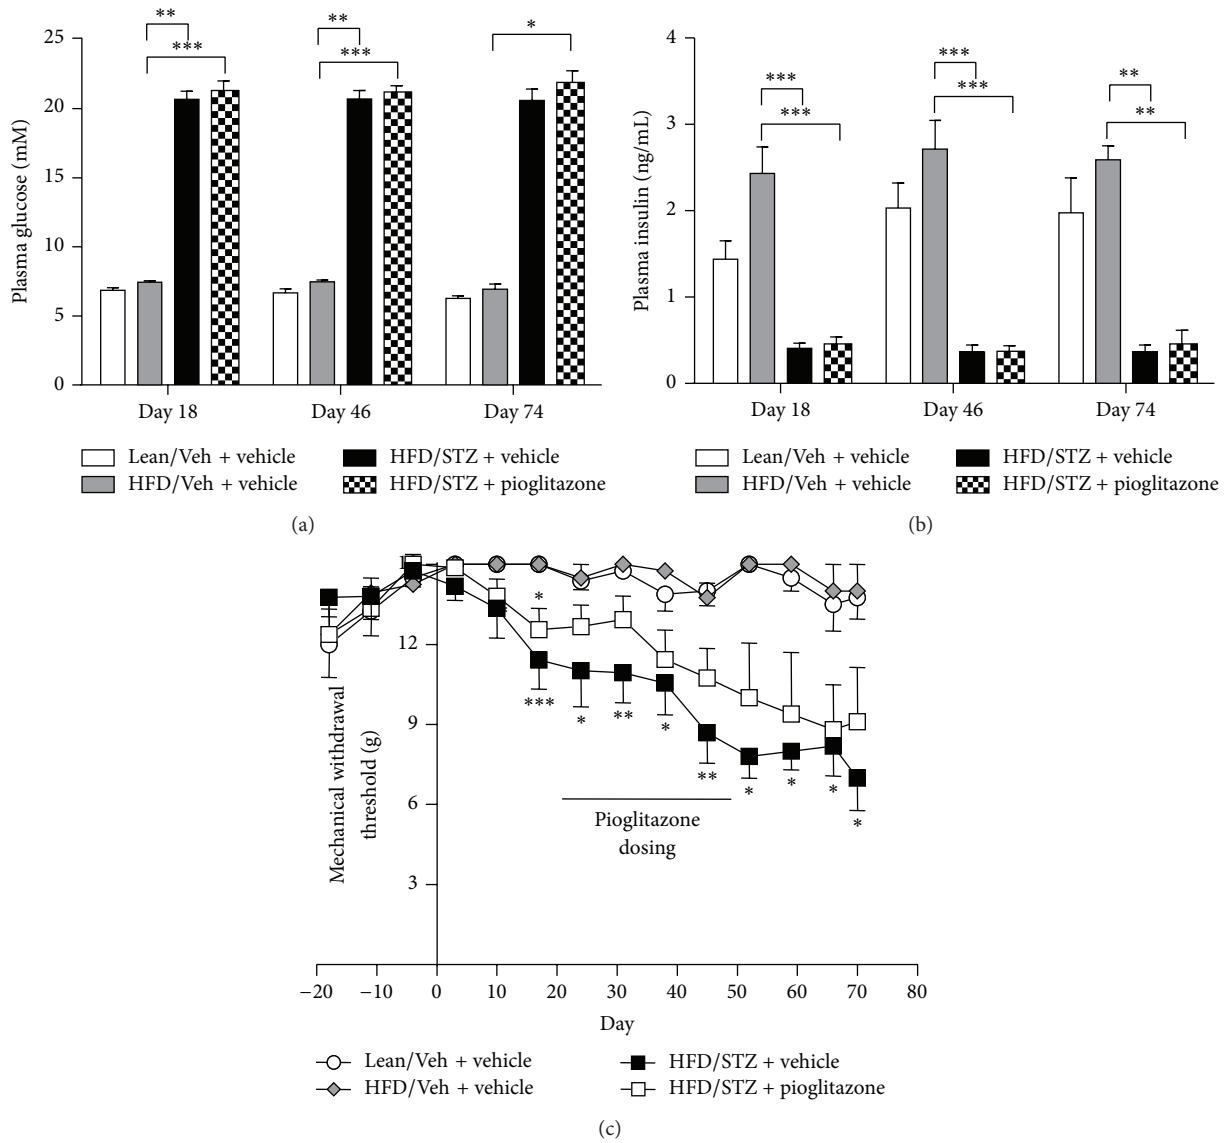 ** ** *
*** ***
25
20
15
10
5
0
Plasma glucose (mM)
Day 18 Day 46 Day 74
Lean/Veh + vehicle HFD/STZ + vehicle
HFD/Veh + vehicle HFD/STZ + pioglitazone
(a)
4
3
2
1
0
Plasma insulin (ng/mL)
*** *** **
*** *** **
Day 18 Day 46 Day 74
Lean/Veh + vehicle HFD/STZ + vehicle
HFD/Veh + vehicle HFD/STZ + pioglitazone
(b)
12
9
6
3
Mechanical withdrawal
threshold (g)
*
*** * ** * ** * * * *
Pioglitazone
dosing
−20 −10 0 10 20 30 40 50 60 70 80
Day
Lean/Veh + vehicle HFD/STZ + vehicle
HFD/Veh + vehicle HFD/STZ + pioglitazone
(c)